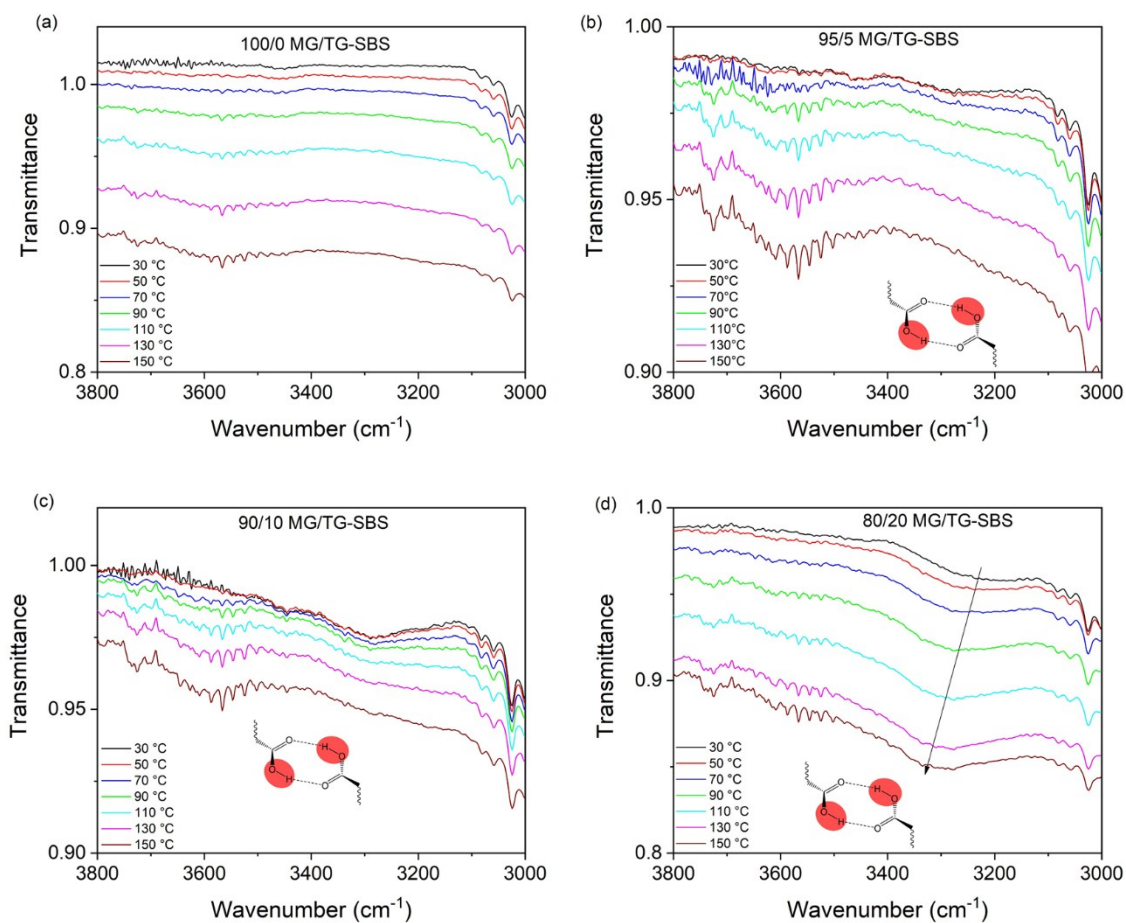 (a)
100/0 MG/TG-SBS
1.0
0.9
0.8
Transmittance
30 °C
50 °C
70 °C
90 °C
110 °C
130 °C
150 °C
3800 3600 3400 3200 3000
Wavenumber (cm⁻¹)
(b)
95/5 MG/TG-SBS
1.00
0.95
0.90
Transmittance
30°C
50°C
70°C
90°C
110°C
130°C
150°C
O H O
O H O
3800 3600 3400 3200 3000
Wavenumber (cm⁻¹)
(c)
90/10 MG/TG-SBS
1.00
0.95
0.90
Transmittance
30 °C
50 °C
70 °C
90 °C
110 °C
130 °C
150 °C
O H O
O H O
3800 3600 3400 3200 3000
Wavenumber (cm⁻¹)
(d)
80/20 MG/TG-SBS
1.0
0.9
0.8
Transmittance
30 °C
50 °C
70 °C
90 °C
110 °C
130 °C
150 °C
O H O
O H O
3800 3600 3400 3200 3000
Wavenumber (cm⁻¹)